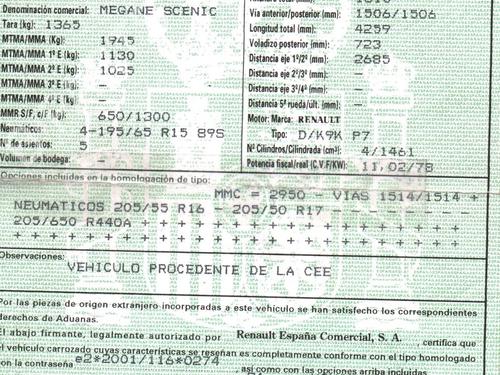 Denominación comercial: MEGANE SCENIC
Tara (kg): 1365
MTMA/MMA (Kg): 1945
MTMA/MMA 1º E (kg): 1130
MTMA/MMA 2º E (kg): 1025
MTMA/MMA 3º E (kg): –
MTMA/MMA 4º E (kg): –
MMR S/F, c/F (kg): 650/1300
Neumáticos: 4-195/65 R15 89S
Nº de asientos: 5
Volumen de bodega: –
Vía anterior/posterior (mm): 1506/1506
Longitud total (mm): 4259
Voladizo posterior (mm): 723
Distancia eje 1º/2º (mm): 2685
Distancia eje 2º/3º (mm): –
Distancia eje 3º/4º (mm): –
Distancia 5ª rueda/últ. (mm): –
Motor: Marca: RENAULT
Tipo: D/K9K P7
Nº Cilindros/Cilindrada (cm³): 4/1461
Potencia fiscal/real (C.V.F/KW): 11,02/78
Opciones incluidas en la homologación de tipo:
MMC = 2950 - VIAS 1514/1514 +
NEUMATICOS 205/55 R16 - 205/50 R17 - - - - - - - -
205/650 R440A + + + + + + + + + + + + + + + + + +
+ + + + + + + + + + + + + + + + + + + + + + + + +
Observaciones:
VEHICULO PROCEDENTE DE LA CEE
Por las piezas de origen extranjero incorporadas a este vehículo se han satisfecho los correspondientes
derechos de Aduanas.
El abajo firmante, legalmente autorizado por Renault España Comercial, S. A. , certifica que
el vehículo carrozado cuyas características se reseñan es completamente conforme con el tipo homologado
con la contraseña e2*2001/116*0274 , así como con las opciones arriba incluidas